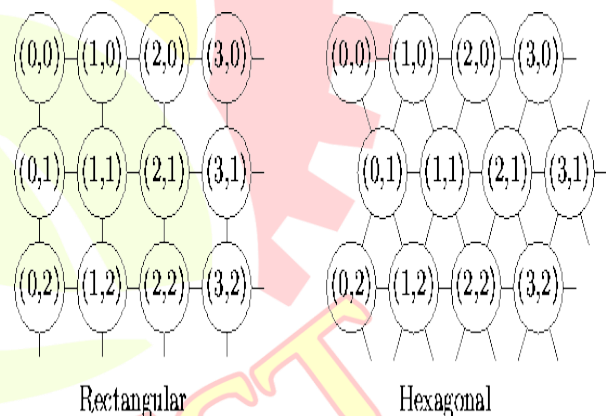 (0,0) (1,0) (2,0) (3,0) (0,0) (1,0) (2,0) (3,0)
(0,1) (1,1) (2,1) (3,1) (0,1) (1,1) (2,1) (3,1)
(0,2) (1,2) (2,2) (3,2) (0,2) (1,2) (2,2) (3,2)
Rectangular Hexagonal